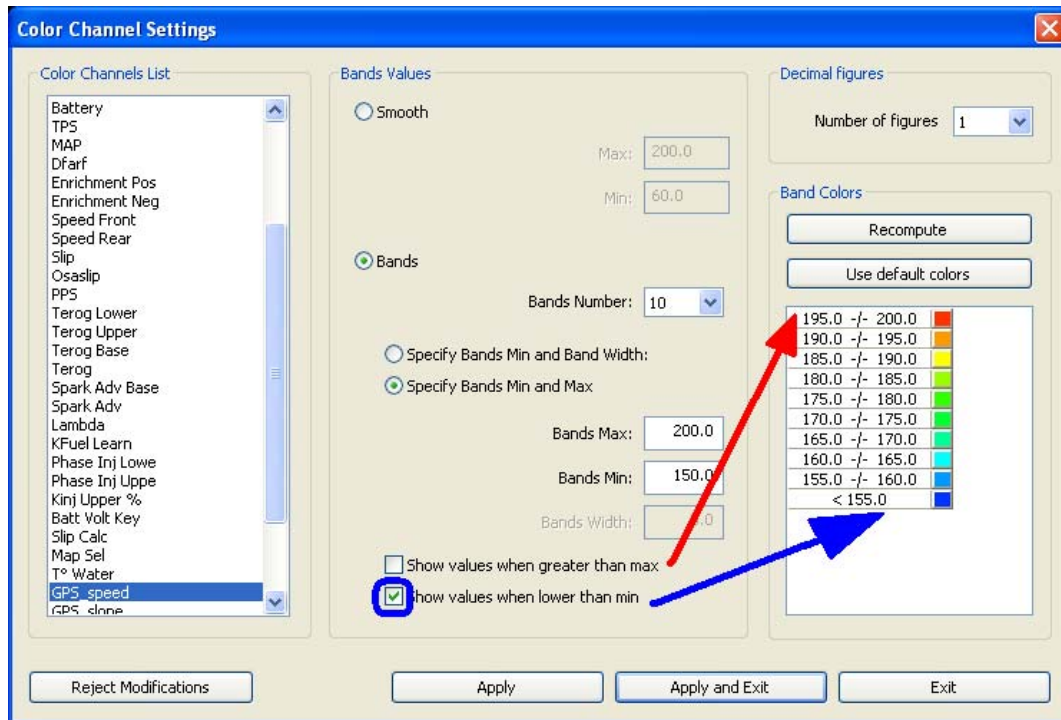 Color Channel Settings
Color Channels List
Battery
TPS
MAP
Dfarf
Enrichment Pos
Enrichment Neg
Speed Front
Speed Rear
Slip
Osaslip
PPS
Terog Lower
Terog Upper
Terog Base
Terog
Spark Adv Base
Spark Adv
Lambda
KFuel Learn
Phase Inj Lowe
Phase Inj Uppe
Kinj Upper %
Batt Volt Key
Slip Calc
Map Sel
T° Water
GPS_speed
GPS_slope
Bands Values
Smooth
Max: 200.0
Min: 60.0
Bands
Bands Number: 10
Specify Bands Min and Band Width:
Specify Bands Min and Max
Bands Max: 200.0
Bands Min: 150.0
Bands Width:
Show values when greater than max
Show values when lower than min
Decimal figures
Number of figures 1
Band Colors
Recompute
Use default colors
195.0 -/- 200.0
190.0 -/- 195.0
185.0 -/- 190.0
180.0 -/- 185.0
175.0 -/- 180.0
170.0 -/- 175.0
165.0 -/- 170.0
160.0 -/- 165.0
155.0 -/- 160.0
< 155.0
Reject Modifications
Apply
Apply and Exit
Exit